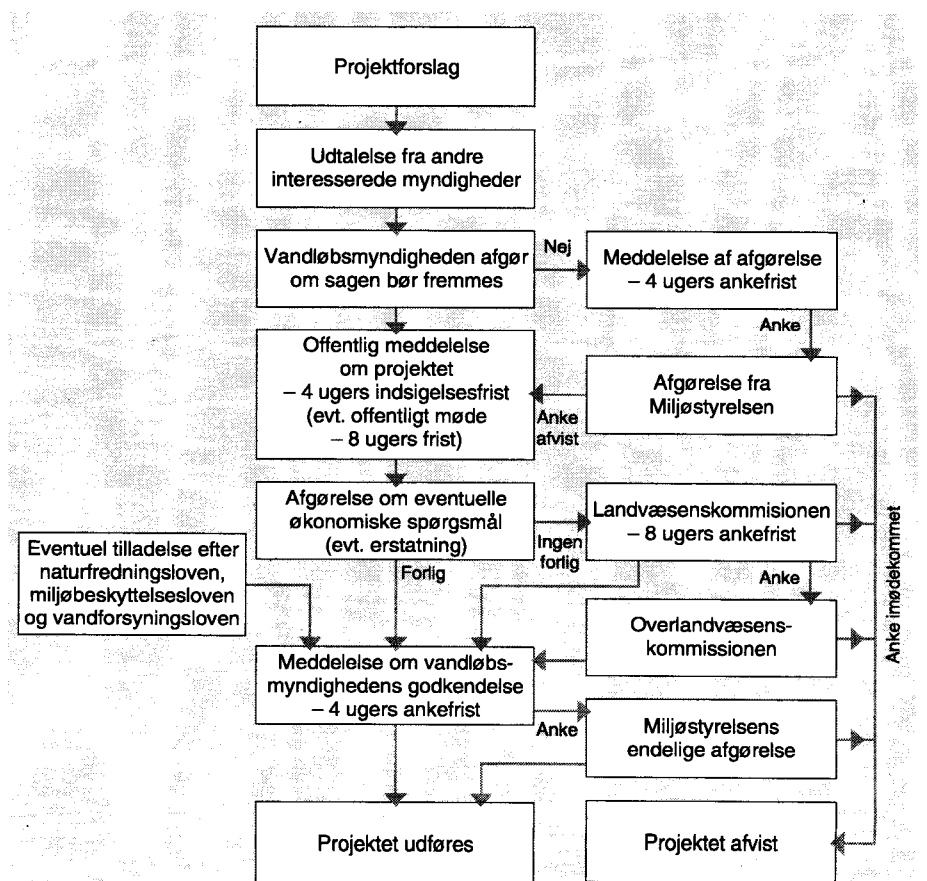 Projektforslag
Udtalelse fra andre
interesserede myndigheder
Vandløbsmyndigheden afgør
om sagen bør fremmes
Nej
Meddelelse af afgørelse
– 4 ugers ankefrist
Anke
Offentlig meddelelse
om projektet
– 4 ugers indsigelsesfrist
(evt. offentligt møde
– 8 ugers frist)
Anke
afvist
Afgørelse fra
Miljøstyrelsen
Afgørelse om eventuelle
økonomiske spørgsmål
(evt. erstatning)
Ingen
forlig
Landvæsenskommisionen
– 8 ugers ankefrist
Eventuel tilladelse efter
naturfredningsloven,
miljøbeskyttelsesloven
og vandforsyningsloven
Forlig
Anke
Overlandvæsens-
kommissionen
Anke imødekommet
Meddelelse om vandløbs-
myndighedens godkendelse
– 4 ugers ankefrist
Anke
Miljøstyrelsens
endelige afgørelse
Projektet udføres
Projektet afvist